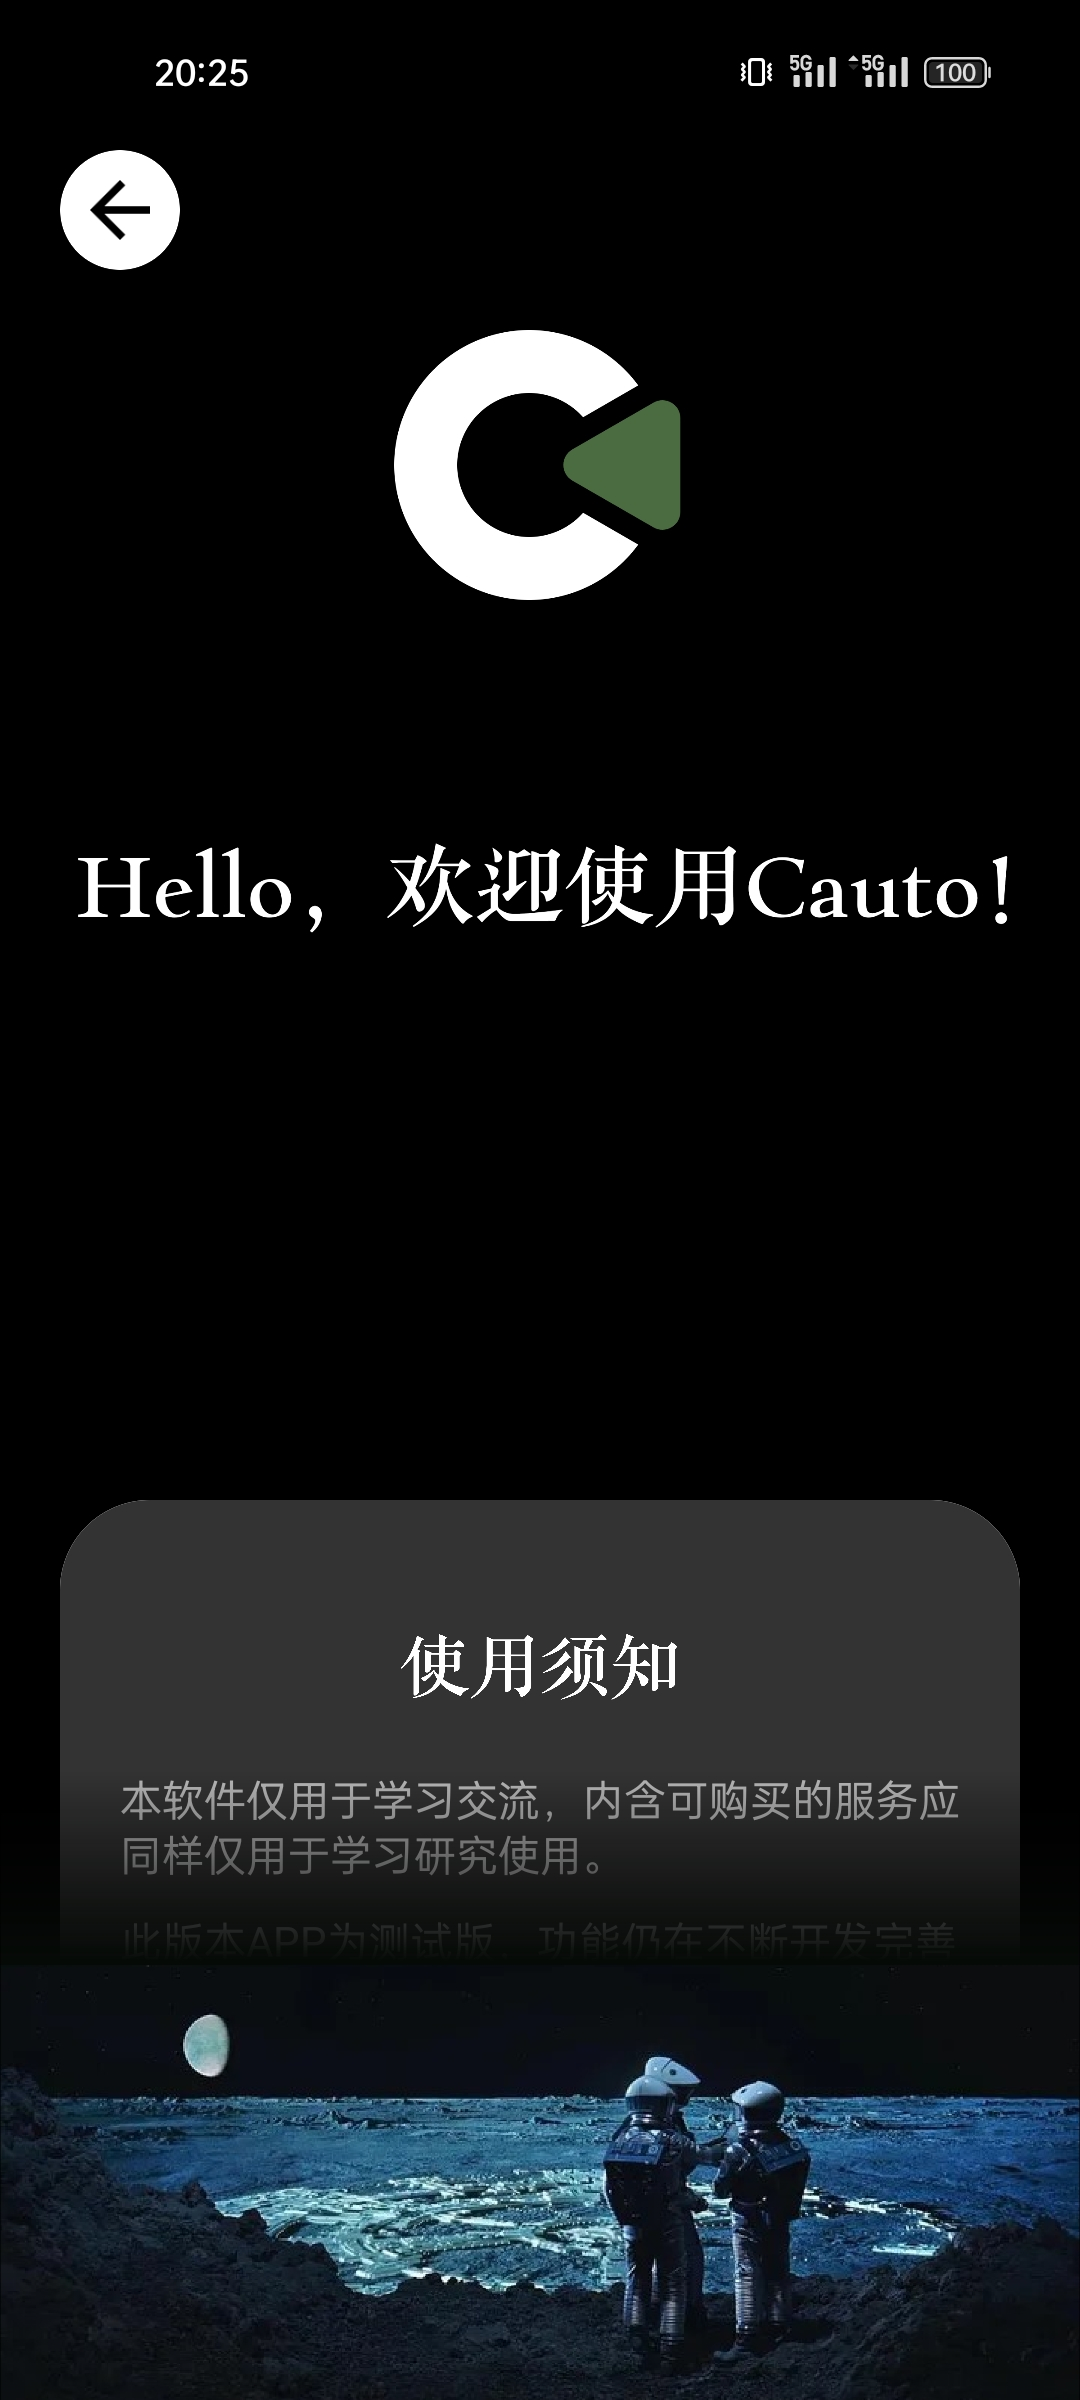 20:25
5G 5G 100
Hello，欢迎使用Cauto！
使用须知
本软件仅用于学习交流，内含可购买的服务应
同样仅用于学习研究使用。
此版本APP为测试版，功能仍在不断开发完善